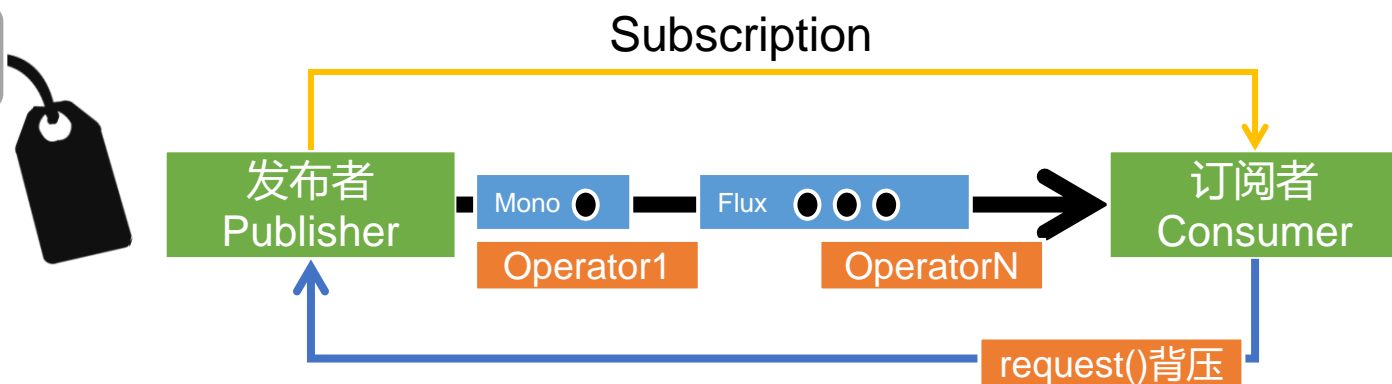 Subscription
发布者
Publisher
Mono
Flux
订阅者
Consumer
Operator1
OperatorN
request()背压